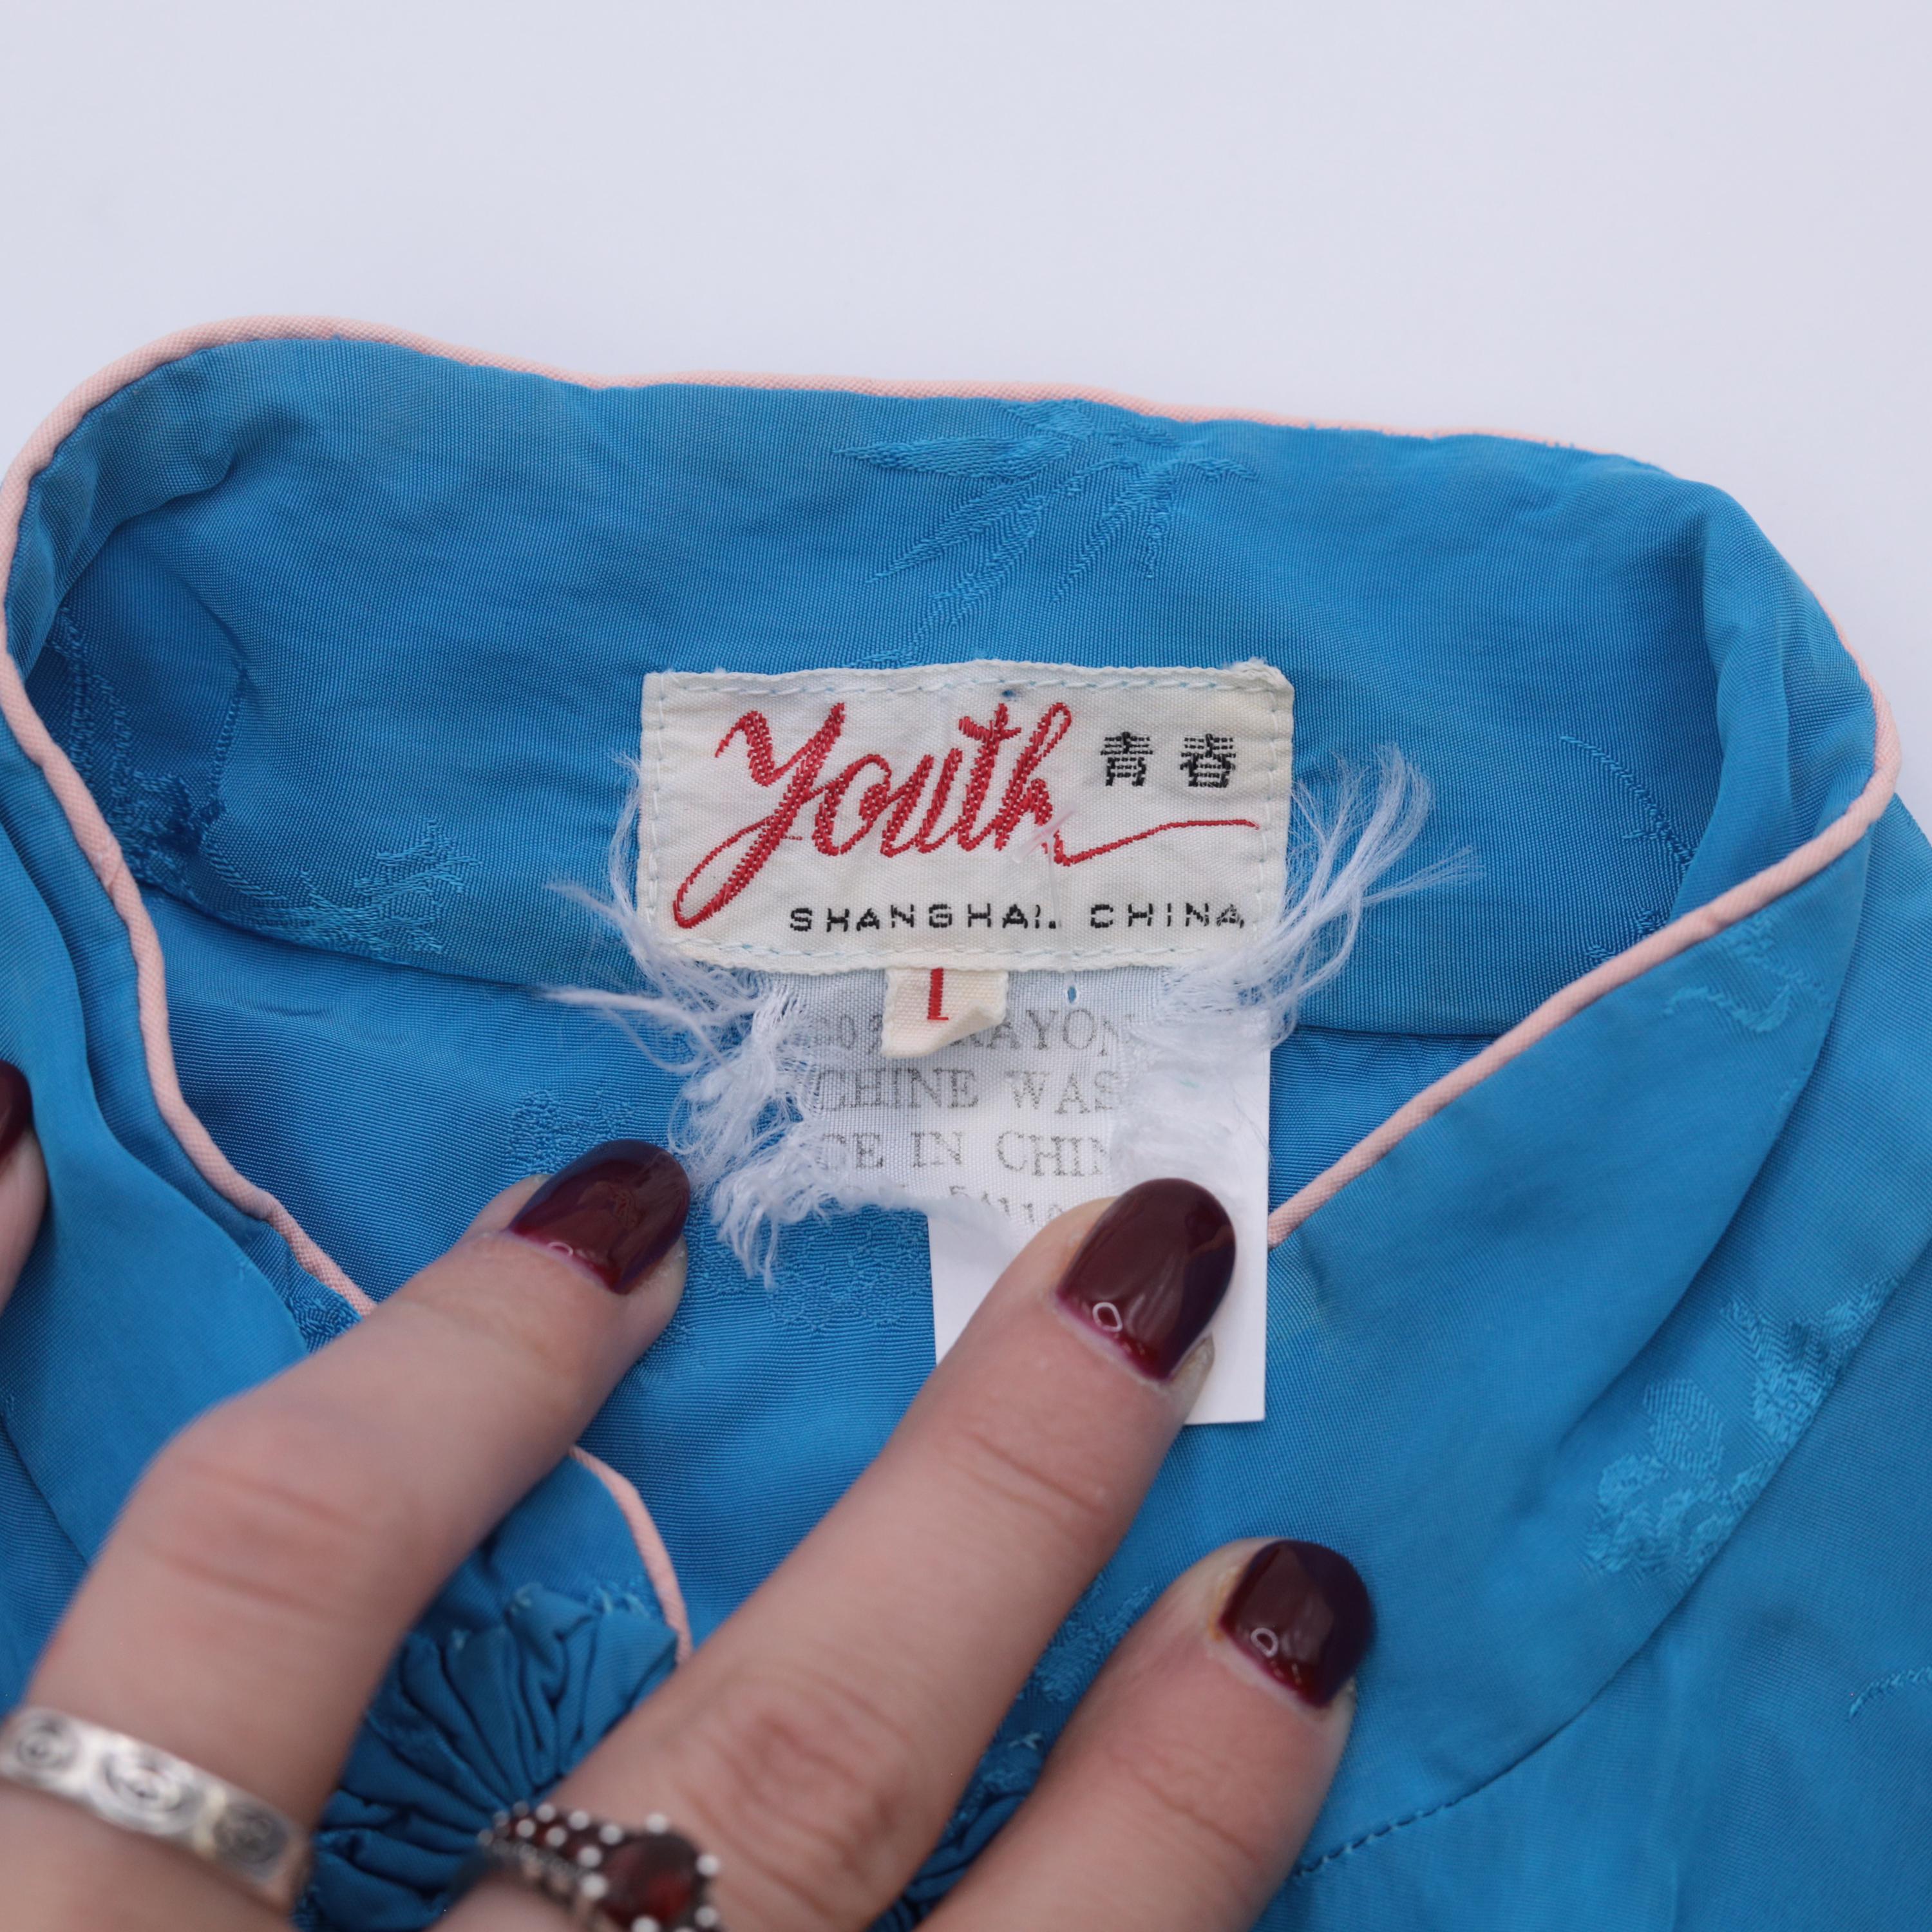 youth 青春
SHANGHAI. CHINA
L
RAYON
CHINE WAS
IN CHIN